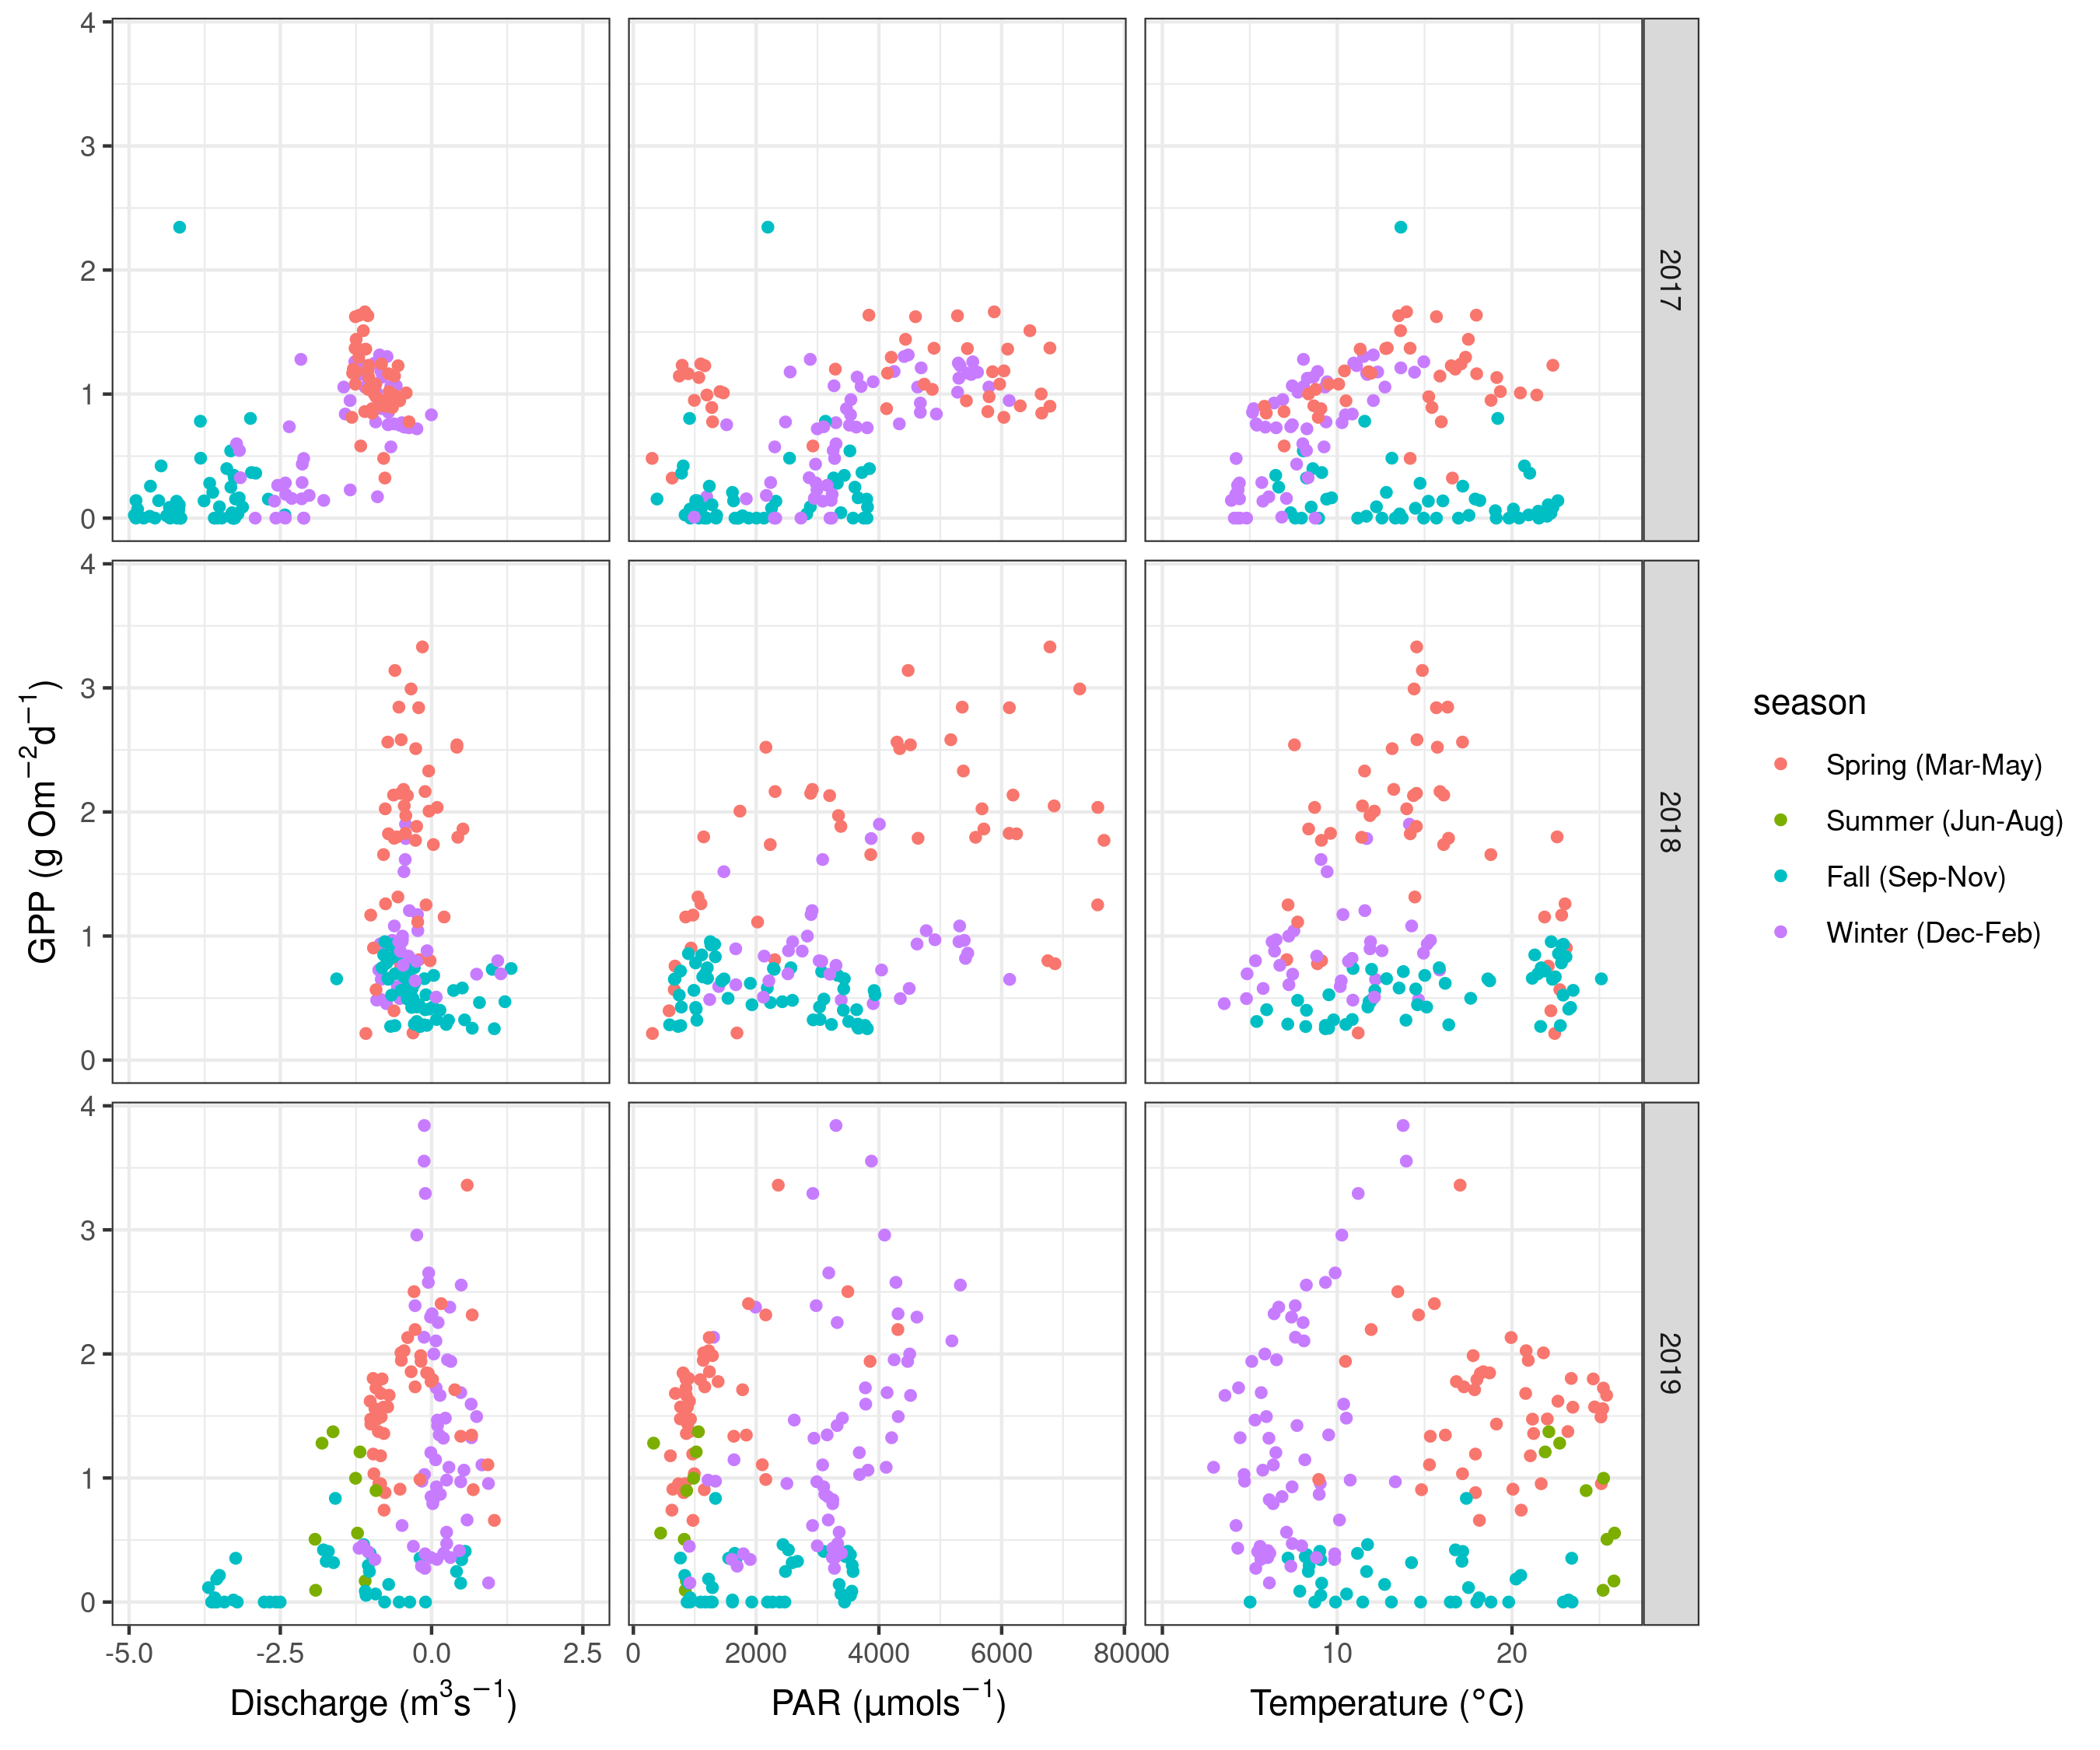 4
3
2
1
0
2017
4
3
2
1
0
2018
4
3
2
1
0
2019
GPP (g Om⁻²d⁻¹)
-5.0 -2.5 0.0 2.5
0 2000 4000 6000 8000
0 10 20
Discharge (m³s⁻¹)
PAR (µmols⁻¹)
Temperature (°C)
season
Spring (Mar-May)
Summer (Jun-Aug)
Fall (Sep-Nov)
Winter (Dec-Feb)